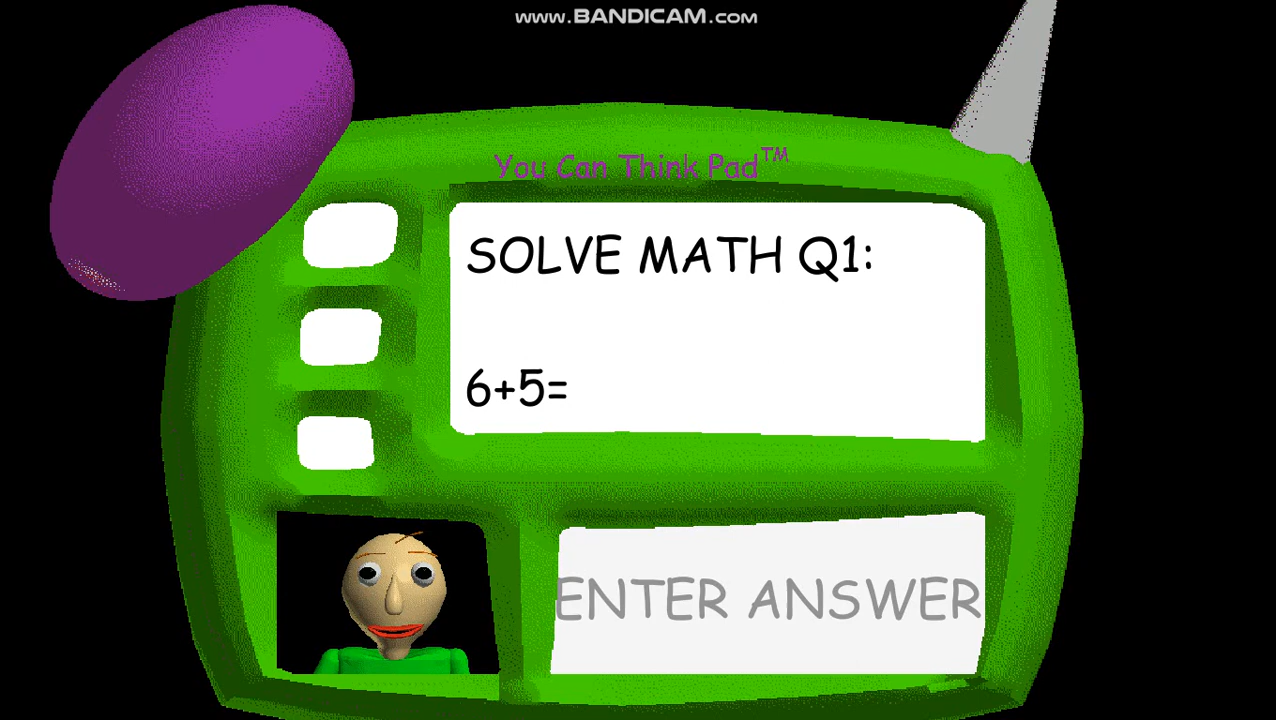 www.BANDICAM.com
You Can Think Pad™
SOLVE MATH Q1:
6+5=
ENTER ANSWER